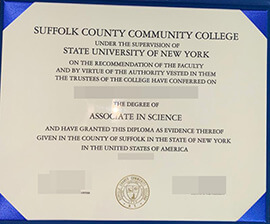 SUFFOLK COUNTY COMMUNITY COLLEGE
UNDER THE SUPERVISION OF
STATE UNIVERSITY OF NEW YORK
ON THE RECOMMENDATION OF THE FACULTY
AND BY VIRTUE OF THE AUTHORITY VESTED IN THEM
THE TRUSTEES OF THE COLLEGE HAVE CONFERRED ON
THE DEGREE OF
ASSOCIATE IN SCIENCE
AND HAVE GRANTED THIS DIPLOMA AS EVIDENCE THEREOF
GIVEN IN THE COUNTY OF SUFFOLK IN THE STATE OF NEW YORK
IN THE UNITED STATES OF AMERICA